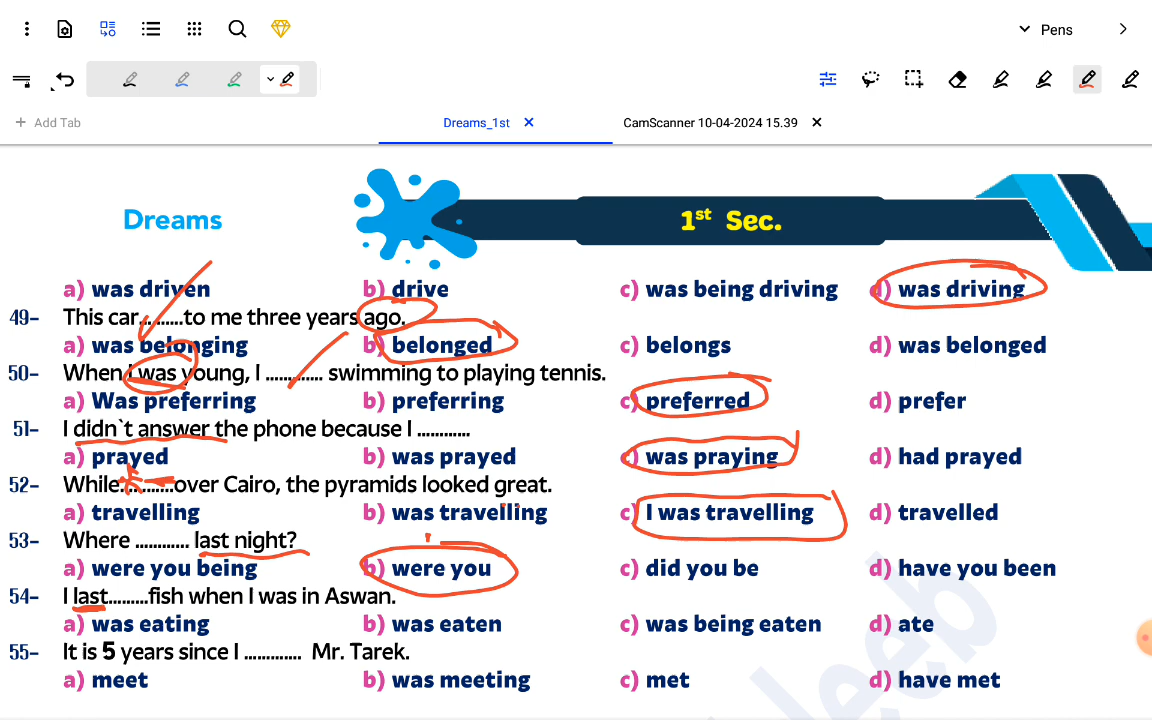 Pens
Add Tab
Dreams_1st
CamScanner 10-04-2024 15.39
Dreams
1st Sec.
a) was driven b) drive c) was being driving d) was driving
49- This car.........to me three years ago.
a) was belonging b) belonged c) belongs d) was belonged
50- When I was young, I ............ swimming to playing tennis.
a) Was preferring b) preferring c) preferred d) prefer
51- I didn`t answer the phone because I ...........
a) prayed b) was prayed c) was praying d) had prayed
52- While...........over Cairo, the pyramids looked great.
a) travelling b) was travelling c) I was travelling d) travelled
53- Where ........... last night?
a) were you being b) were you c) did you be d) have you been
54- I last.........fish when I was in Aswan.
a) was eating b) was eaten c) was being eaten d) ate
55- It is 5 years since I ............ Mr. Tarek.
a) meet b) was meeting c) met d) have met